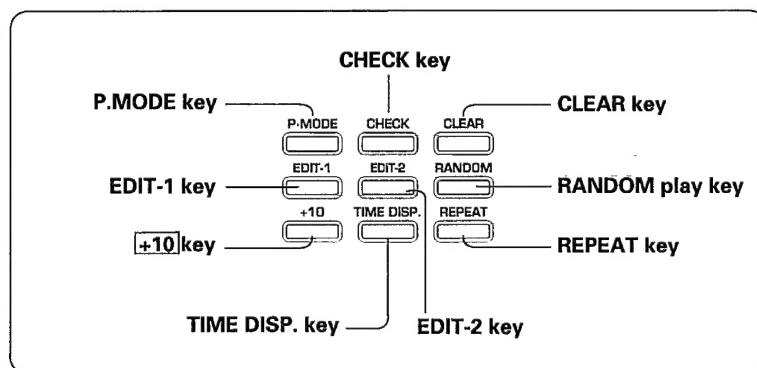 CHECK key
P.MODE key
CLEAR key
P·MODE CHECK CLEAR
EDIT-1 EDIT-2 RANDOM
EDIT-1 key
RANDOM play key
+10 TIME DISP. REPEAT
+10 key
REPEAT key
TIME DISP. key
EDIT-2 key